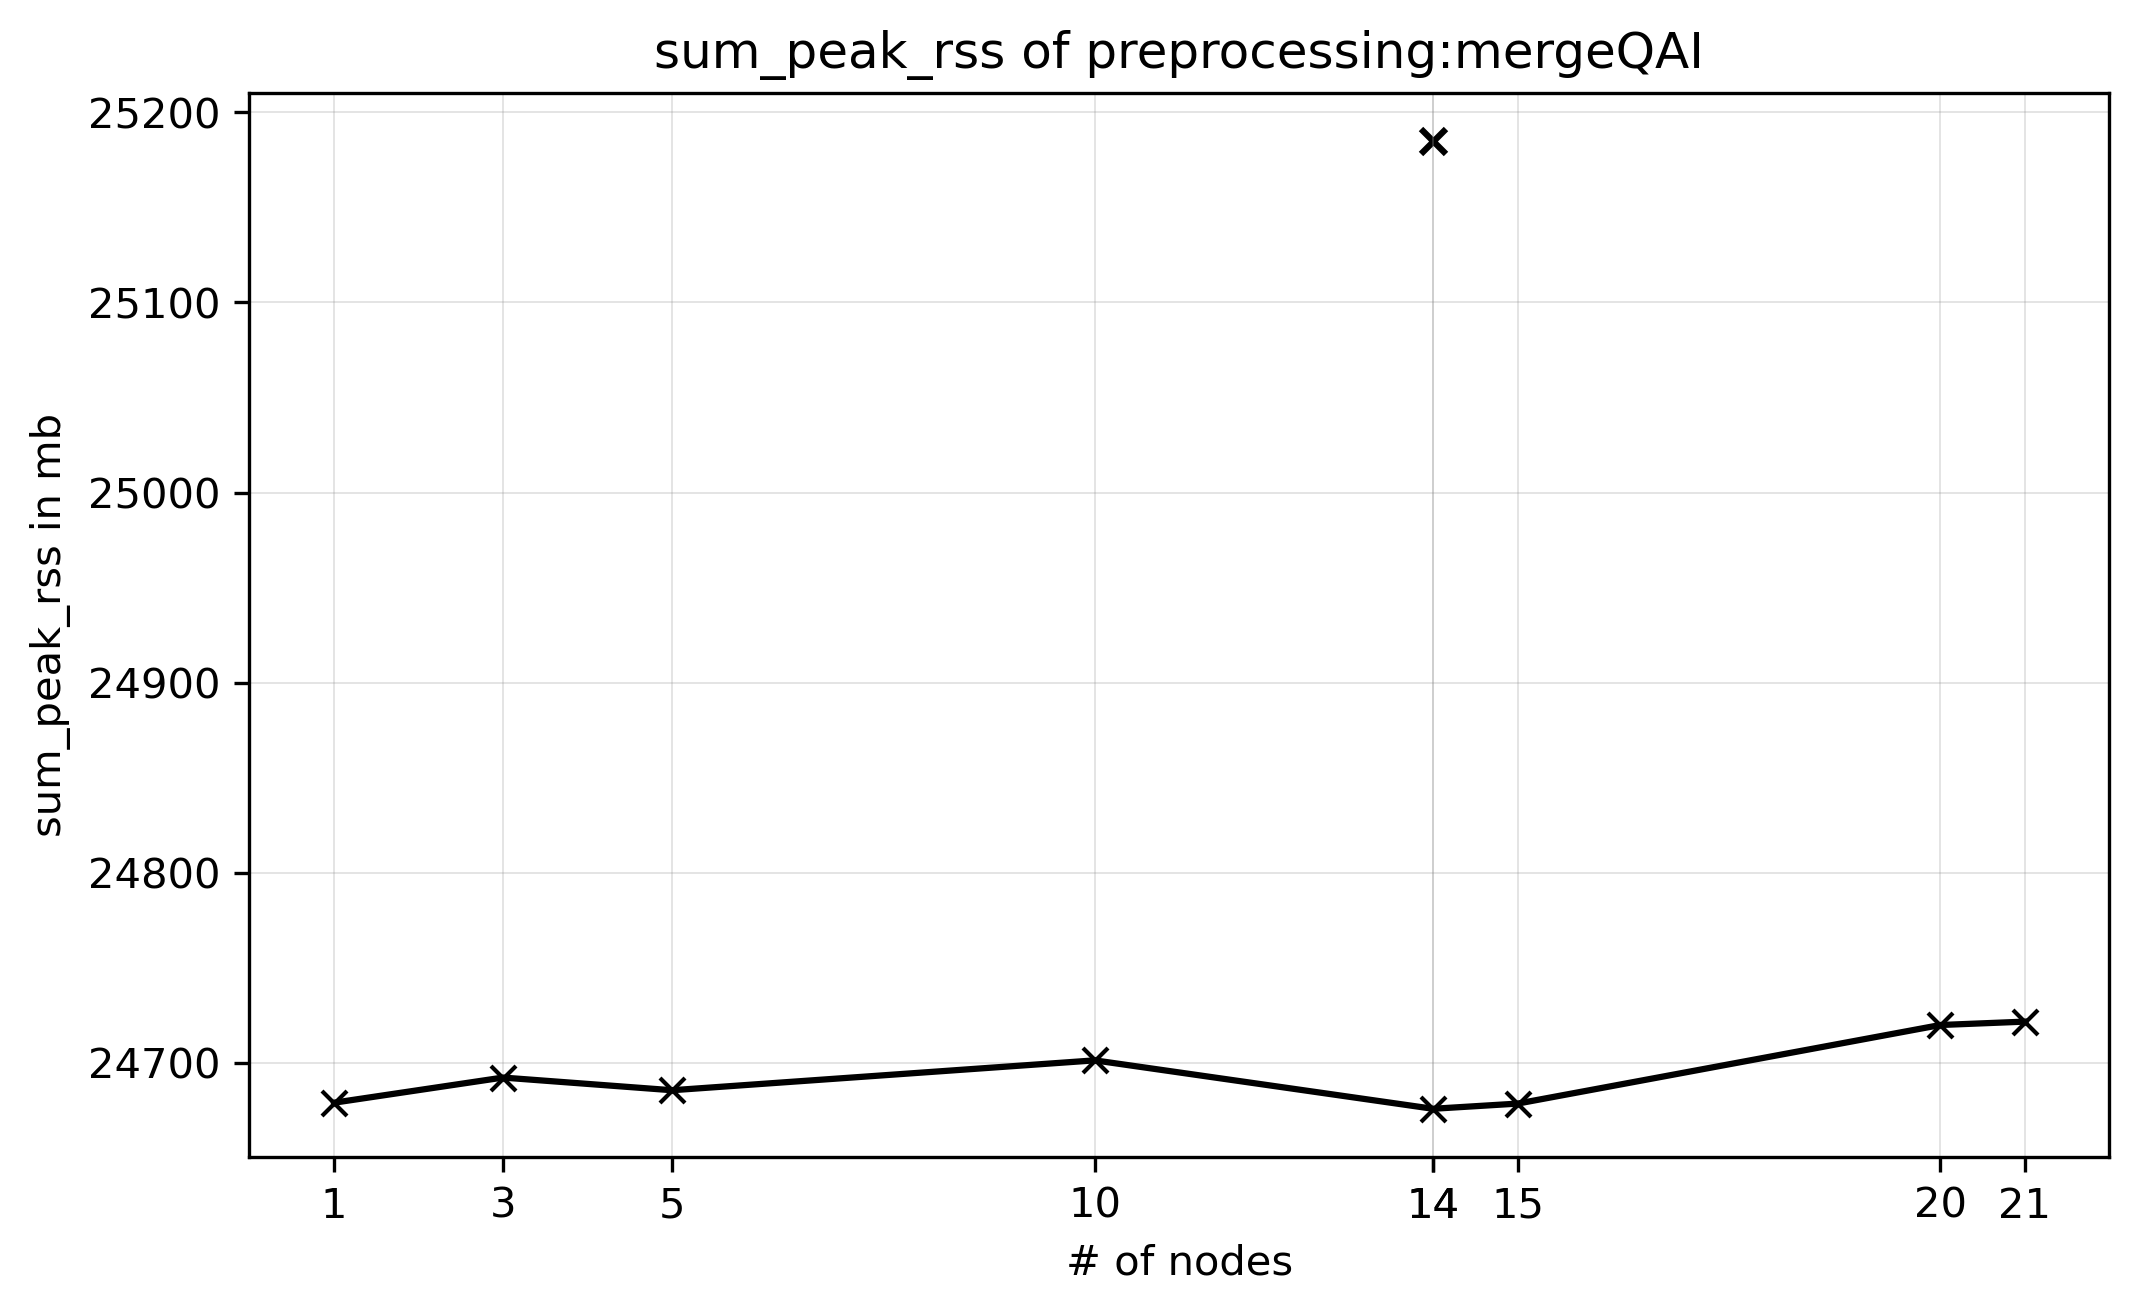 sum_peak_rss of preprocessing:mergeQAI
sum_peak_rss in mb
25200
25100
25000
24900
24800
24700
1 3 5 10 14 15 20 21
# of nodes